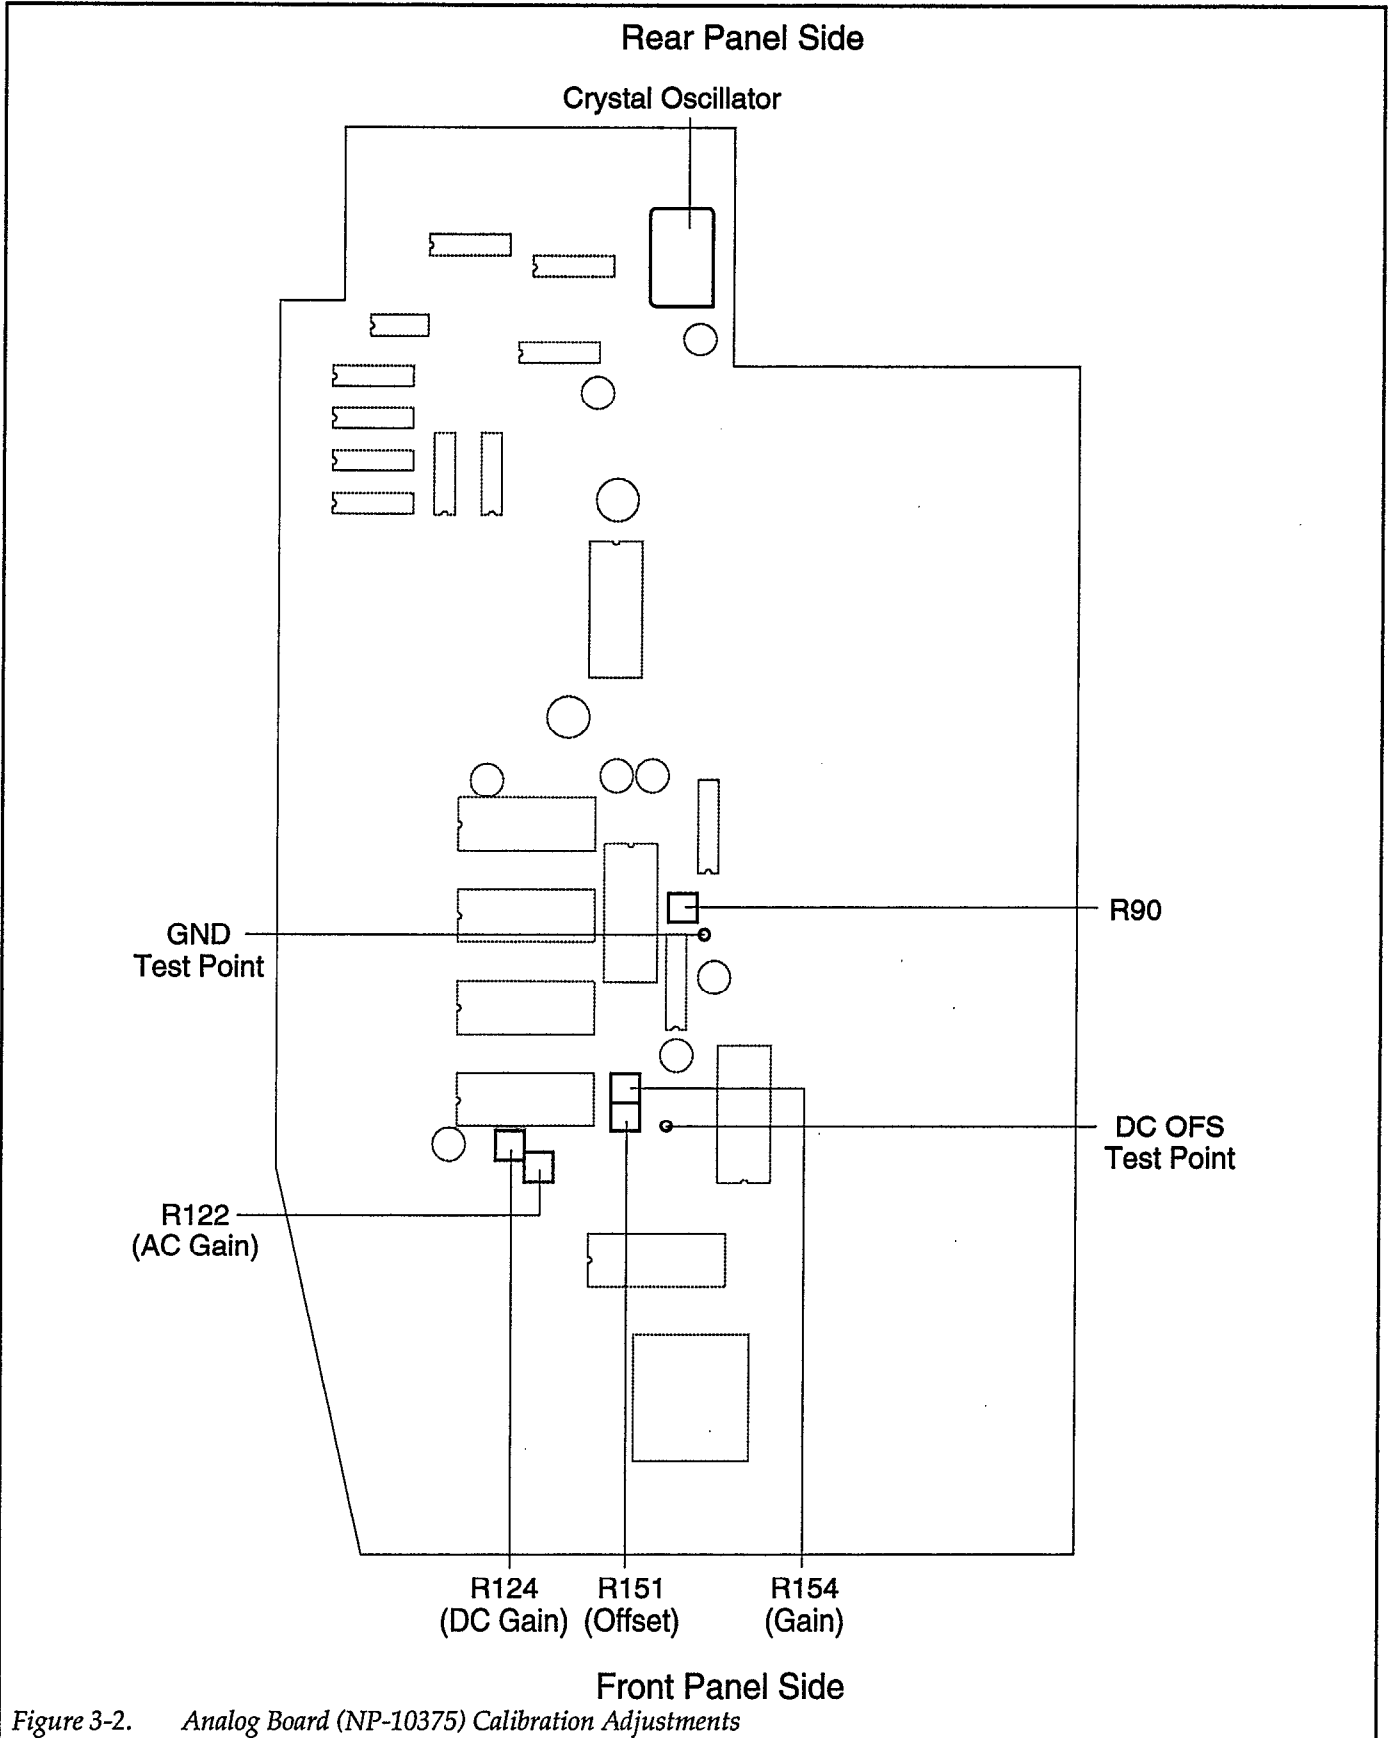 Rear Panel Side
Crystal Oscillator
R90
GND
Test Point
DC OFS
Test Point
R122
(AC Gain)
R124
(DC Gain)
R151
(Offset)
R154
(Gain)
Front Panel Side
Figure 3-2. Analog Board (NP-10375) Calibration Adjustments